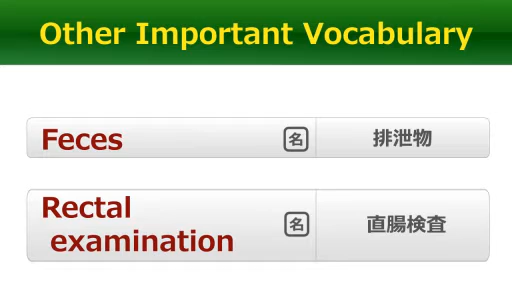 Other Important Vocabulary
Feces 名 排泄物
Rectal
examination 名 直腸検査